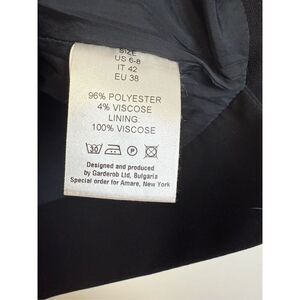 SIZE
US 6-8
IT 42
EU 38
96% POLYESTER
4% VISCOSE
LINING:
100% VISCOSE
30 P
Designed and produced
by Garderob Ltd, Bulgaria
Special order for Amare, New York